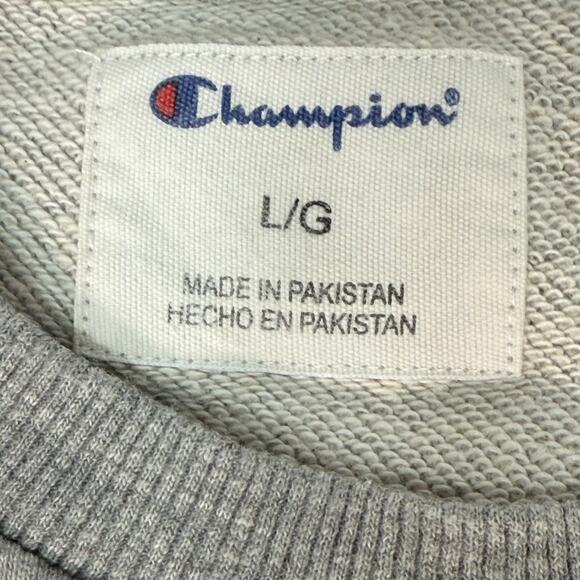 Champion®
L/G
MADE IN PAKISTAN
HECHO EN PAKISTAN